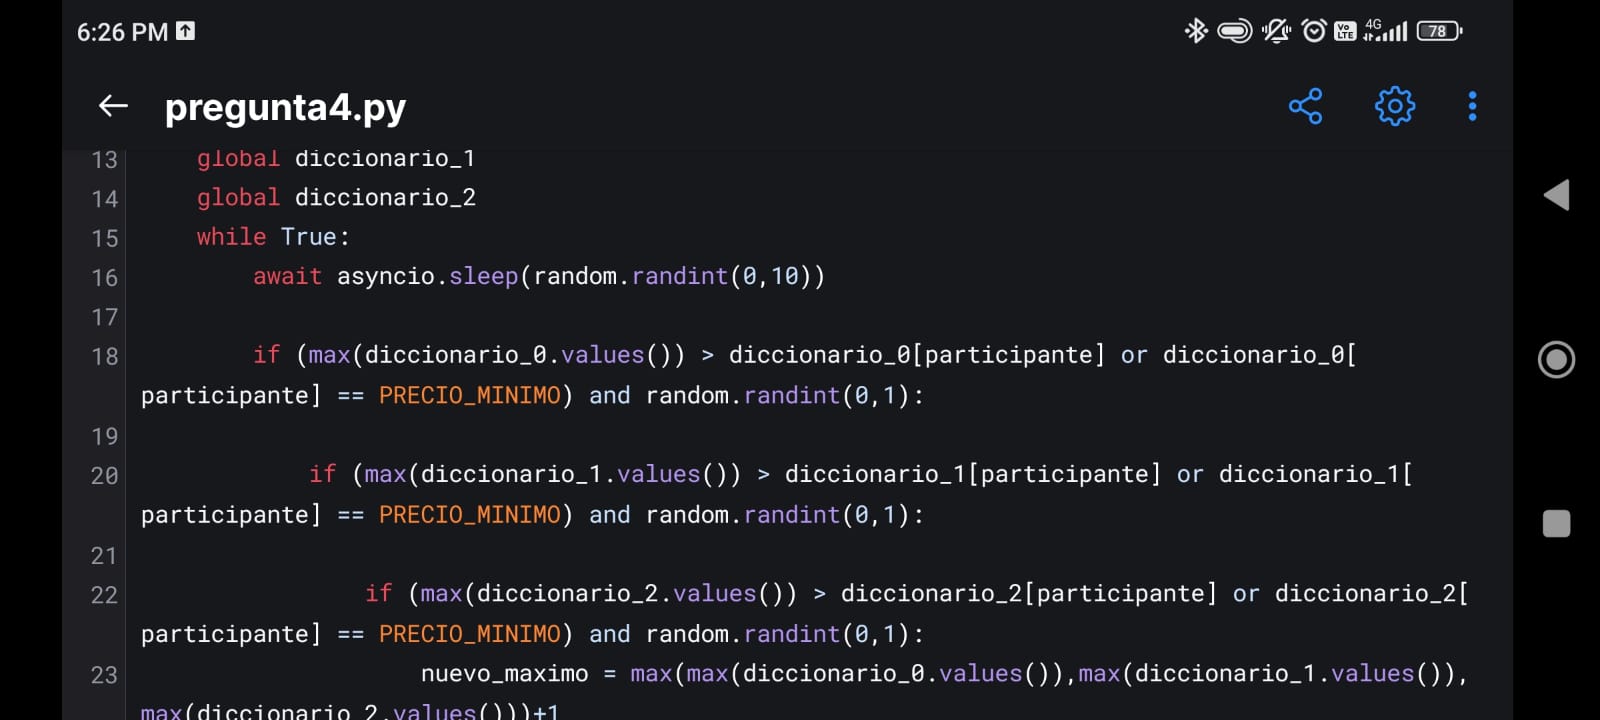 6:26 PM
Vo LTE 4G 78
pregunta4.py
13 global diccionario_1
14 global diccionario_2
15 while True:
16 await asyncio.sleep(random.randint(0,10))
17
18 if (max(diccionario_0.values()) > diccionario_0[participante] or diccionario_0[
participante] == PRECIO_MINIMO) and random.randint(0,1):
19
20 if (max(diccionario_1.values()) > diccionario_1[participante] or diccionario_1[
participante] == PRECIO_MINIMO) and random.randint(0,1):
21
22 if (max(diccionario_2.values()) > diccionario_2[participante] or diccionario_2[
participante] == PRECIO_MINIMO) and random.randint(0,1):
23 nuevo_maximo = max(max(diccionario_0.values()),max(diccionario_1.values()),
max(diccionario_2.values()))+1